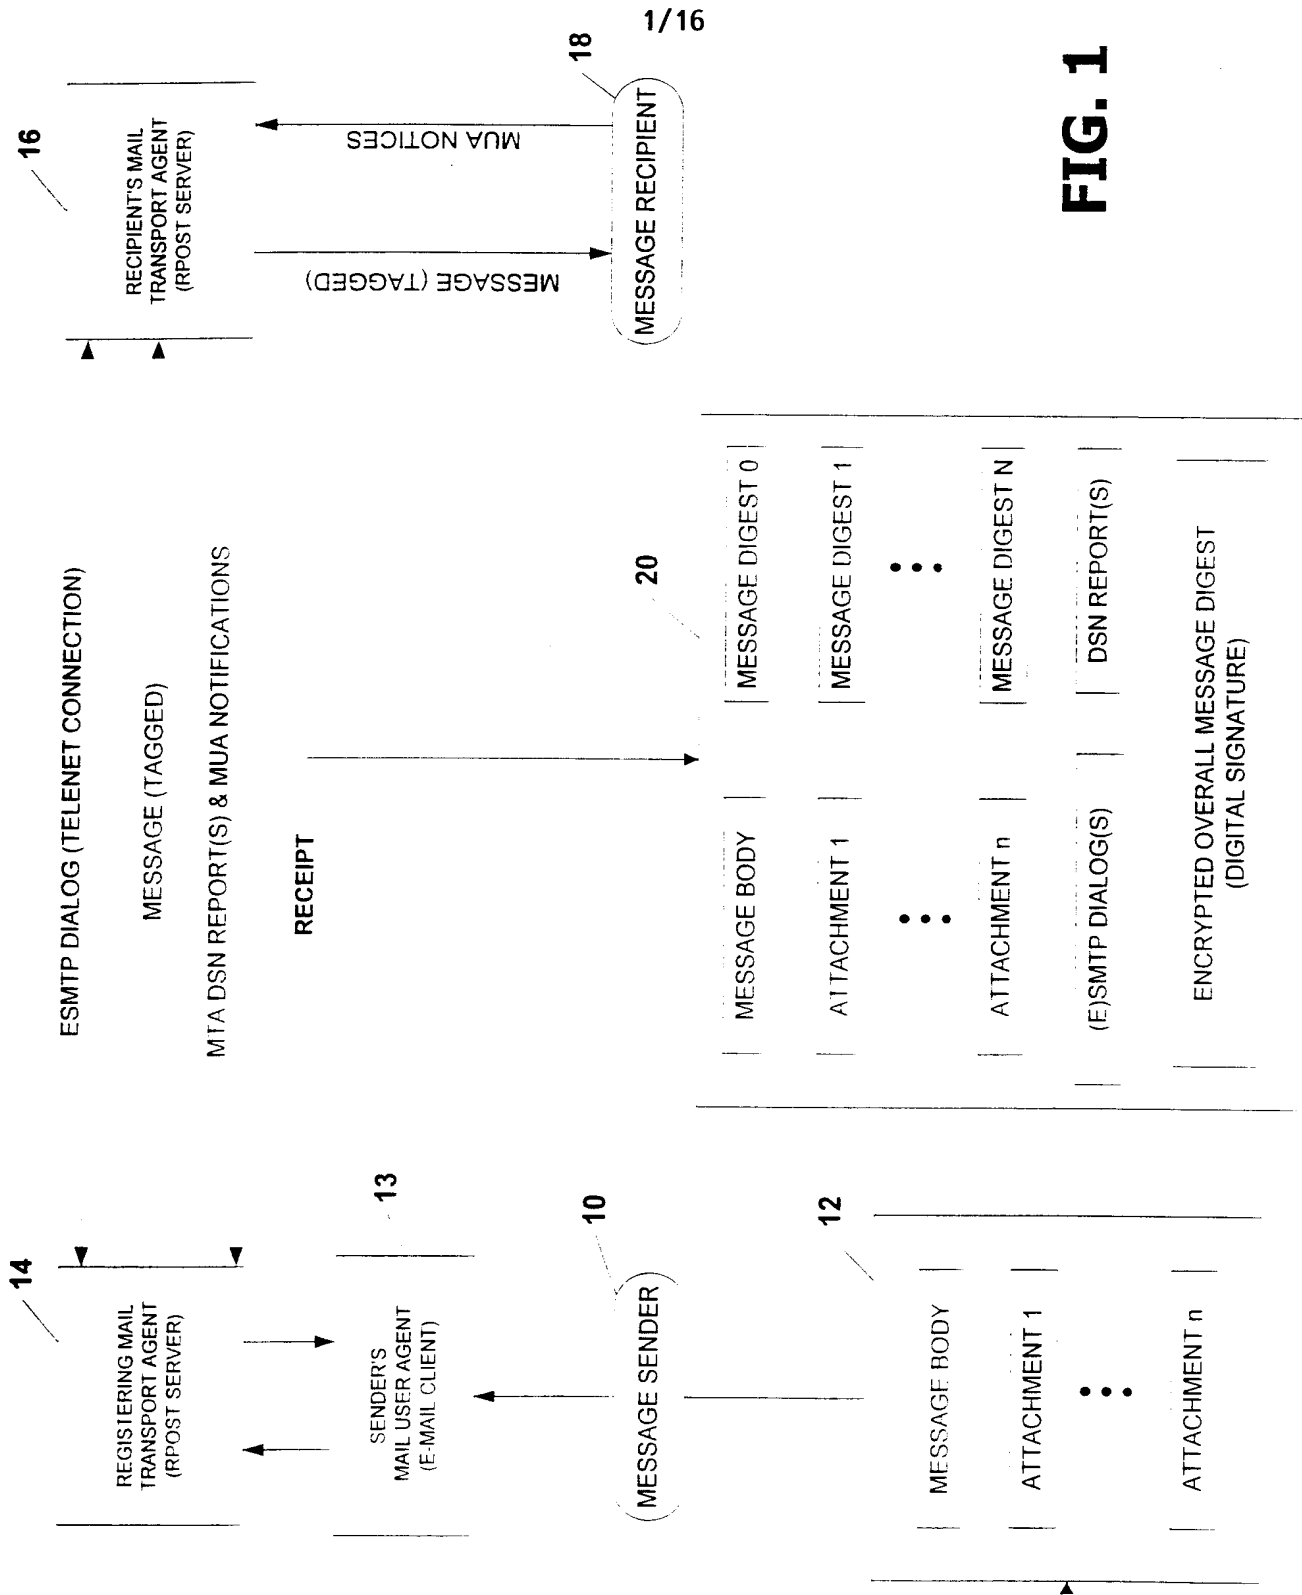 1/16
14
REGISTERING MAIL
TRANSPORT AGENT
(RPOST SERVER)
13
SENDER'S
MAIL USER AGENT
(E-MAIL CLIENT)
10
MESSAGE SENDER
12
MESSAGE BODY
ATTACHMENT 1
ATTACHMENT n
ESMTP DIALOG (TELENET CONNECTION)
MESSAGE (TAGGED)
MTA DSN REPORT(S) & MUA NOTIFICATIONS
RECEIPT
20
MESSAGE BODY
MESSAGE DIGEST 0
ATTACHMENT 1
MESSAGE DIGEST 1
ATTACHMENT n
MESSAGE DIGEST N
(E)SMTP DIALOG(S)
DSN REPORT(S)
ENCRYPTED OVERALL MESSAGE DIGEST
(DIGITAL SIGNATURE)
16
RECIPIENT'S MAIL
TRANSPORT AGENT
(RPOST SERVER)
MESSAGE (TAGGED)
MUA NOTICES
18
MESSAGE RECIPIENT
FIG. 1